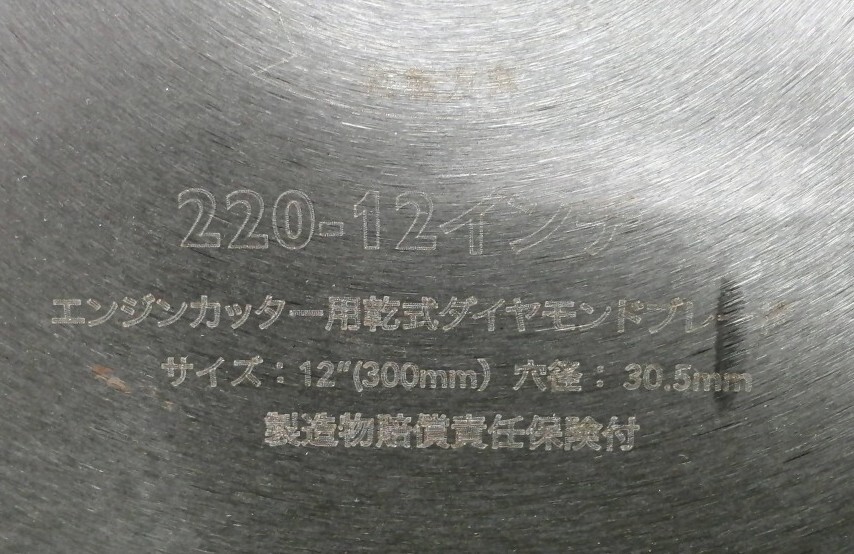 220-12インチ
エンジンカッター用乾式ダイヤモンドブレード
サイズ：12"(300mm) 穴径：30.5mm
製造物賠償責任保険付